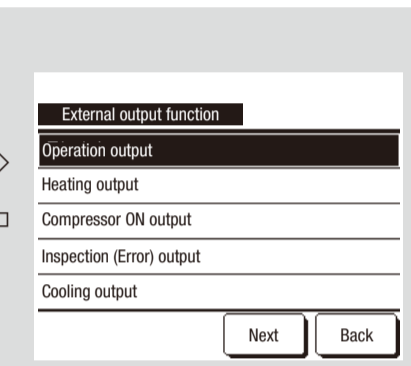 External output function
Operation output
Heating output
Compressor ON output
Inspection (Error) output
Cooling output
Next Back